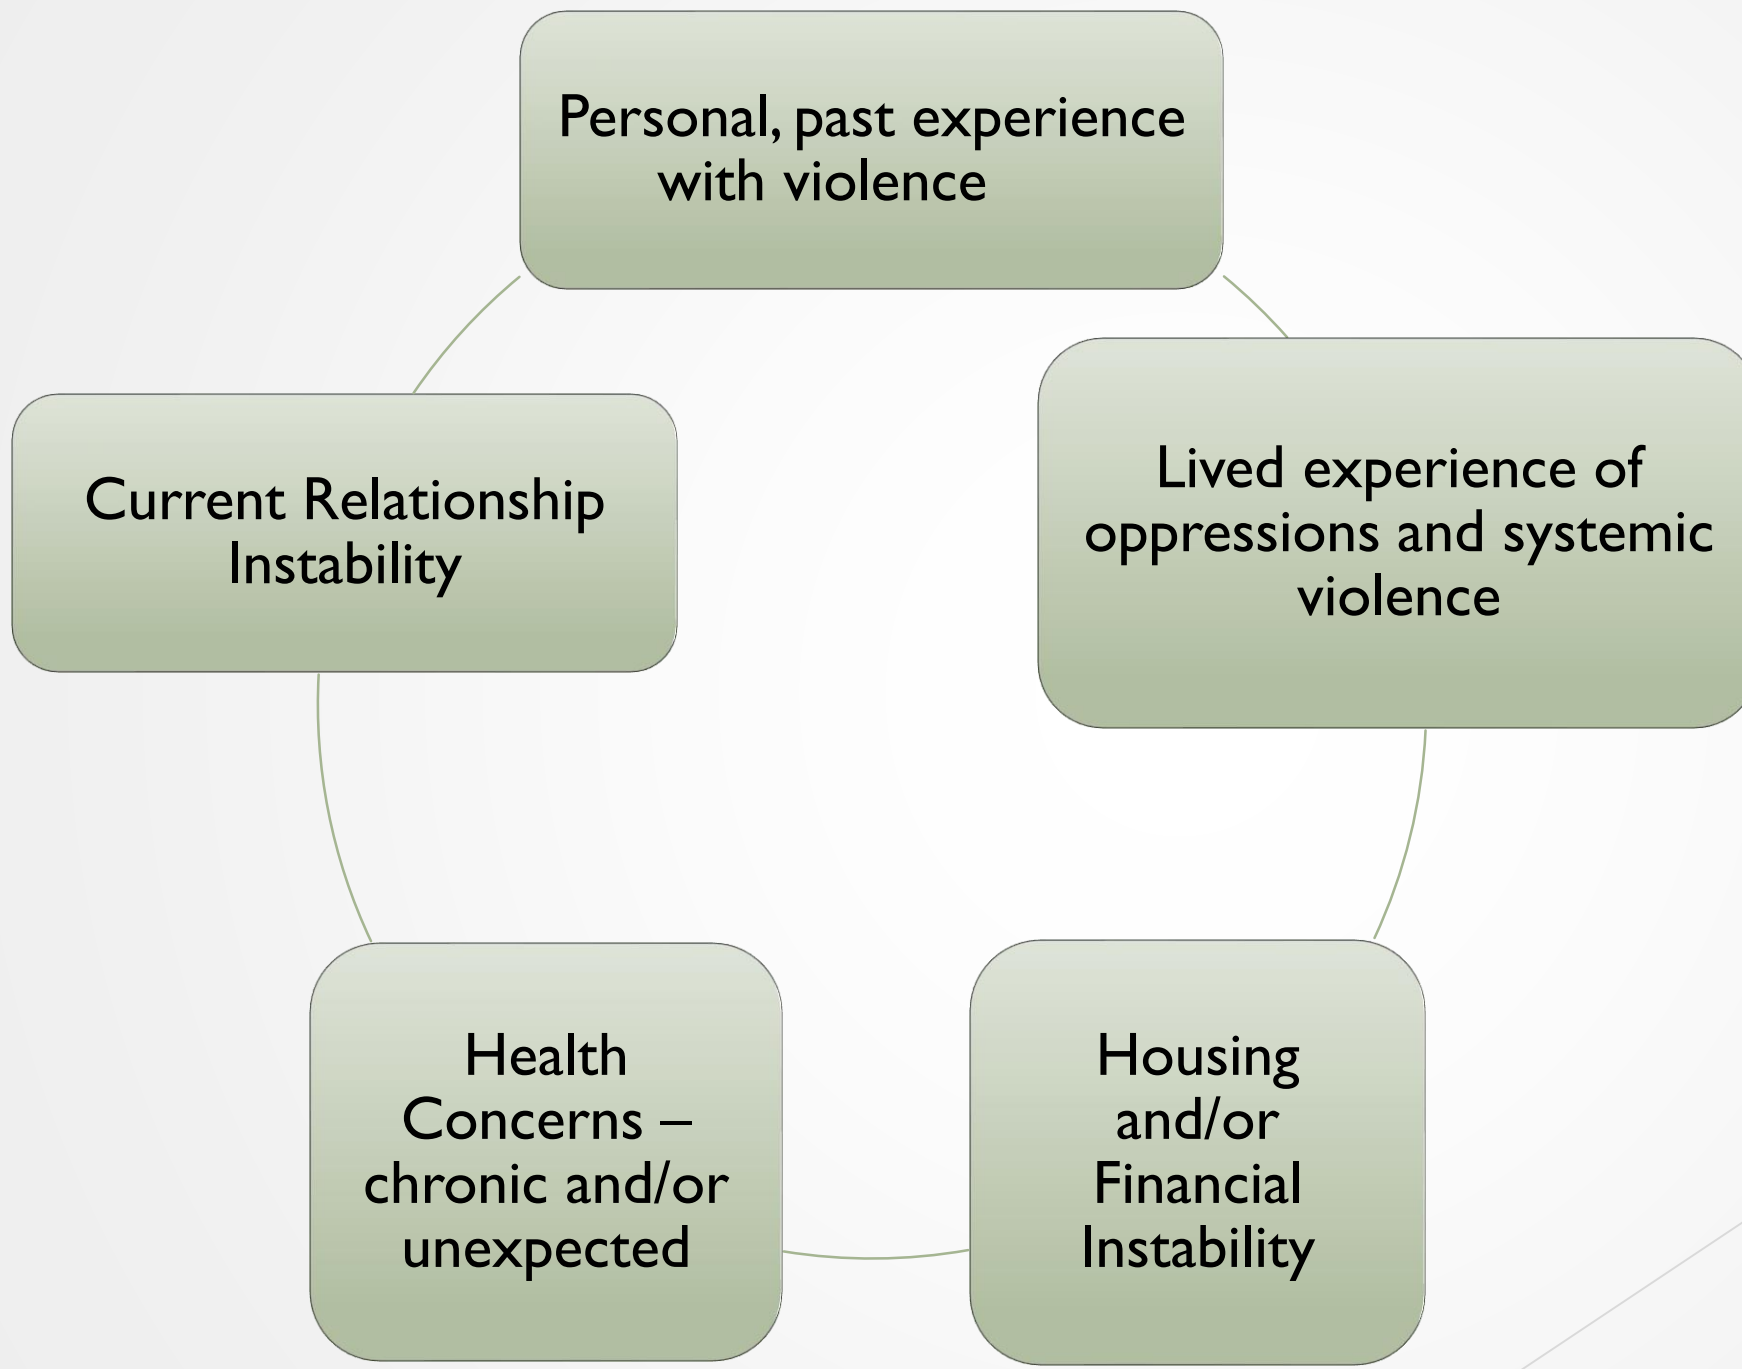 Personal, past experience
with violence
Lived experience of
oppressions and systemic
violence
Housing
and/or
Financial
Instability
Health
Concerns –
chronic and/or
unexpected
Current Relationship
Instability